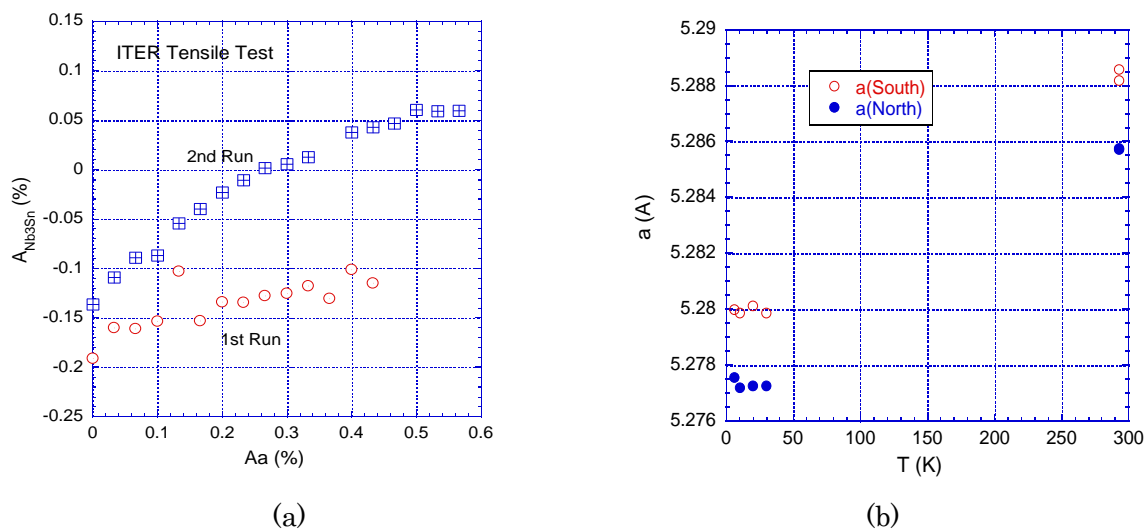 0.15
0.1
0.05
0
-0.05
-0.1
-0.15
-0.2
-0.25
A_Nb3Sn (%)
ITER Tensile Test
2nd Run
1st Run
0 0.1 0.2 0.3 0.4 0.5 0.6
Aa (%)
(a)
5.29
5.288
5.286
5.284
5.282
5.28
5.278
5.276
a (A)
a(South)
a(North)
0 50 100 150 200 250 300
T (K)
(b)